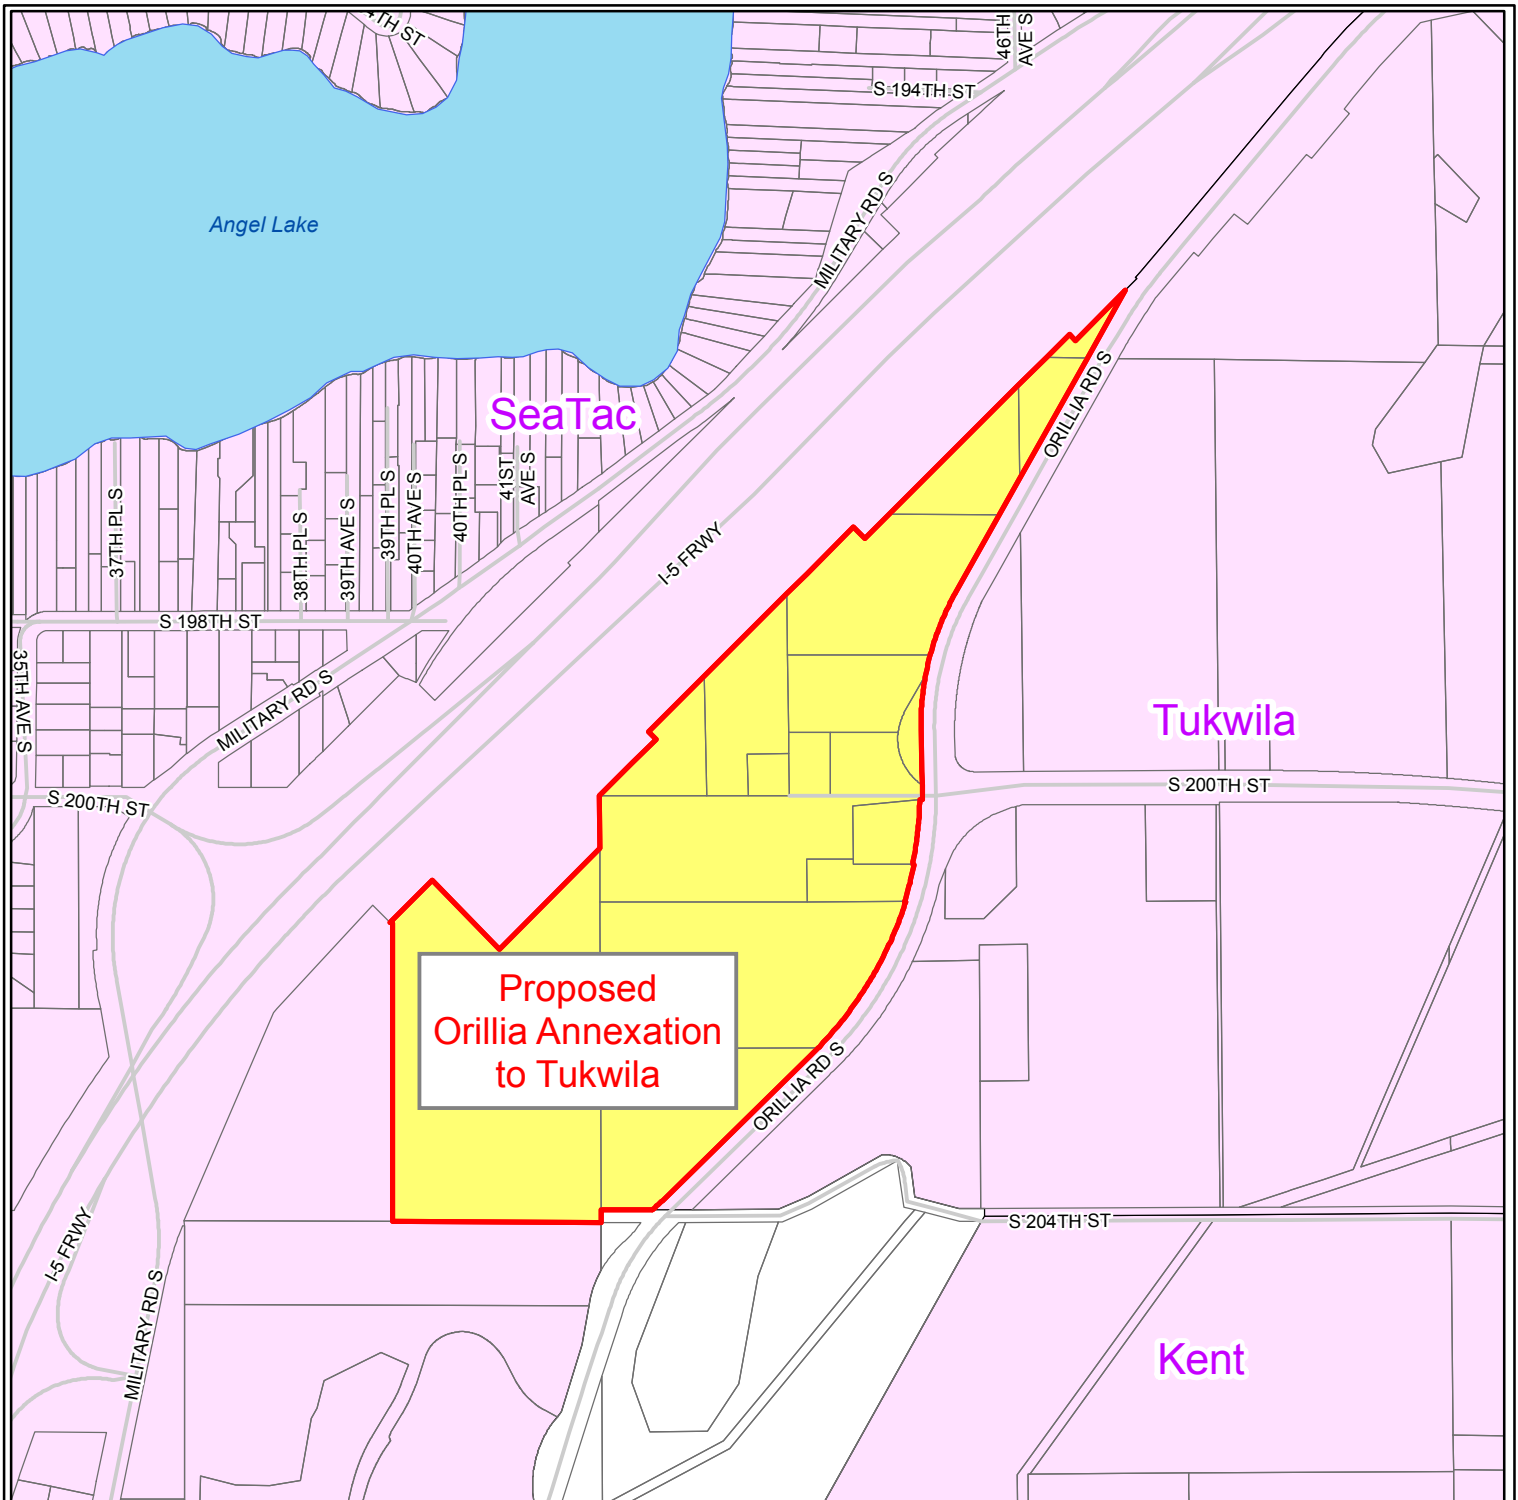 4TH ST
46TH
AVE S
S 194TH ST
Angel Lake
MILITARY RD S
SeaTac
ORILLIA RD S
37TH PL S
38TH PL S
39TH AVE S
39TH PL S
40TH AVE S
40TH PL S
41ST
AVE S
I-5 FRWY
S 198TH ST
35TH AVE S
MILITARY RD S
Tukwila
S 200TH ST
S 200TH ST
Proposed
Orillia Annexation
to Tukwila
ORILLIA RD S
S 204TH ST
I-5 FRWY
MILITARY RD S
Kent